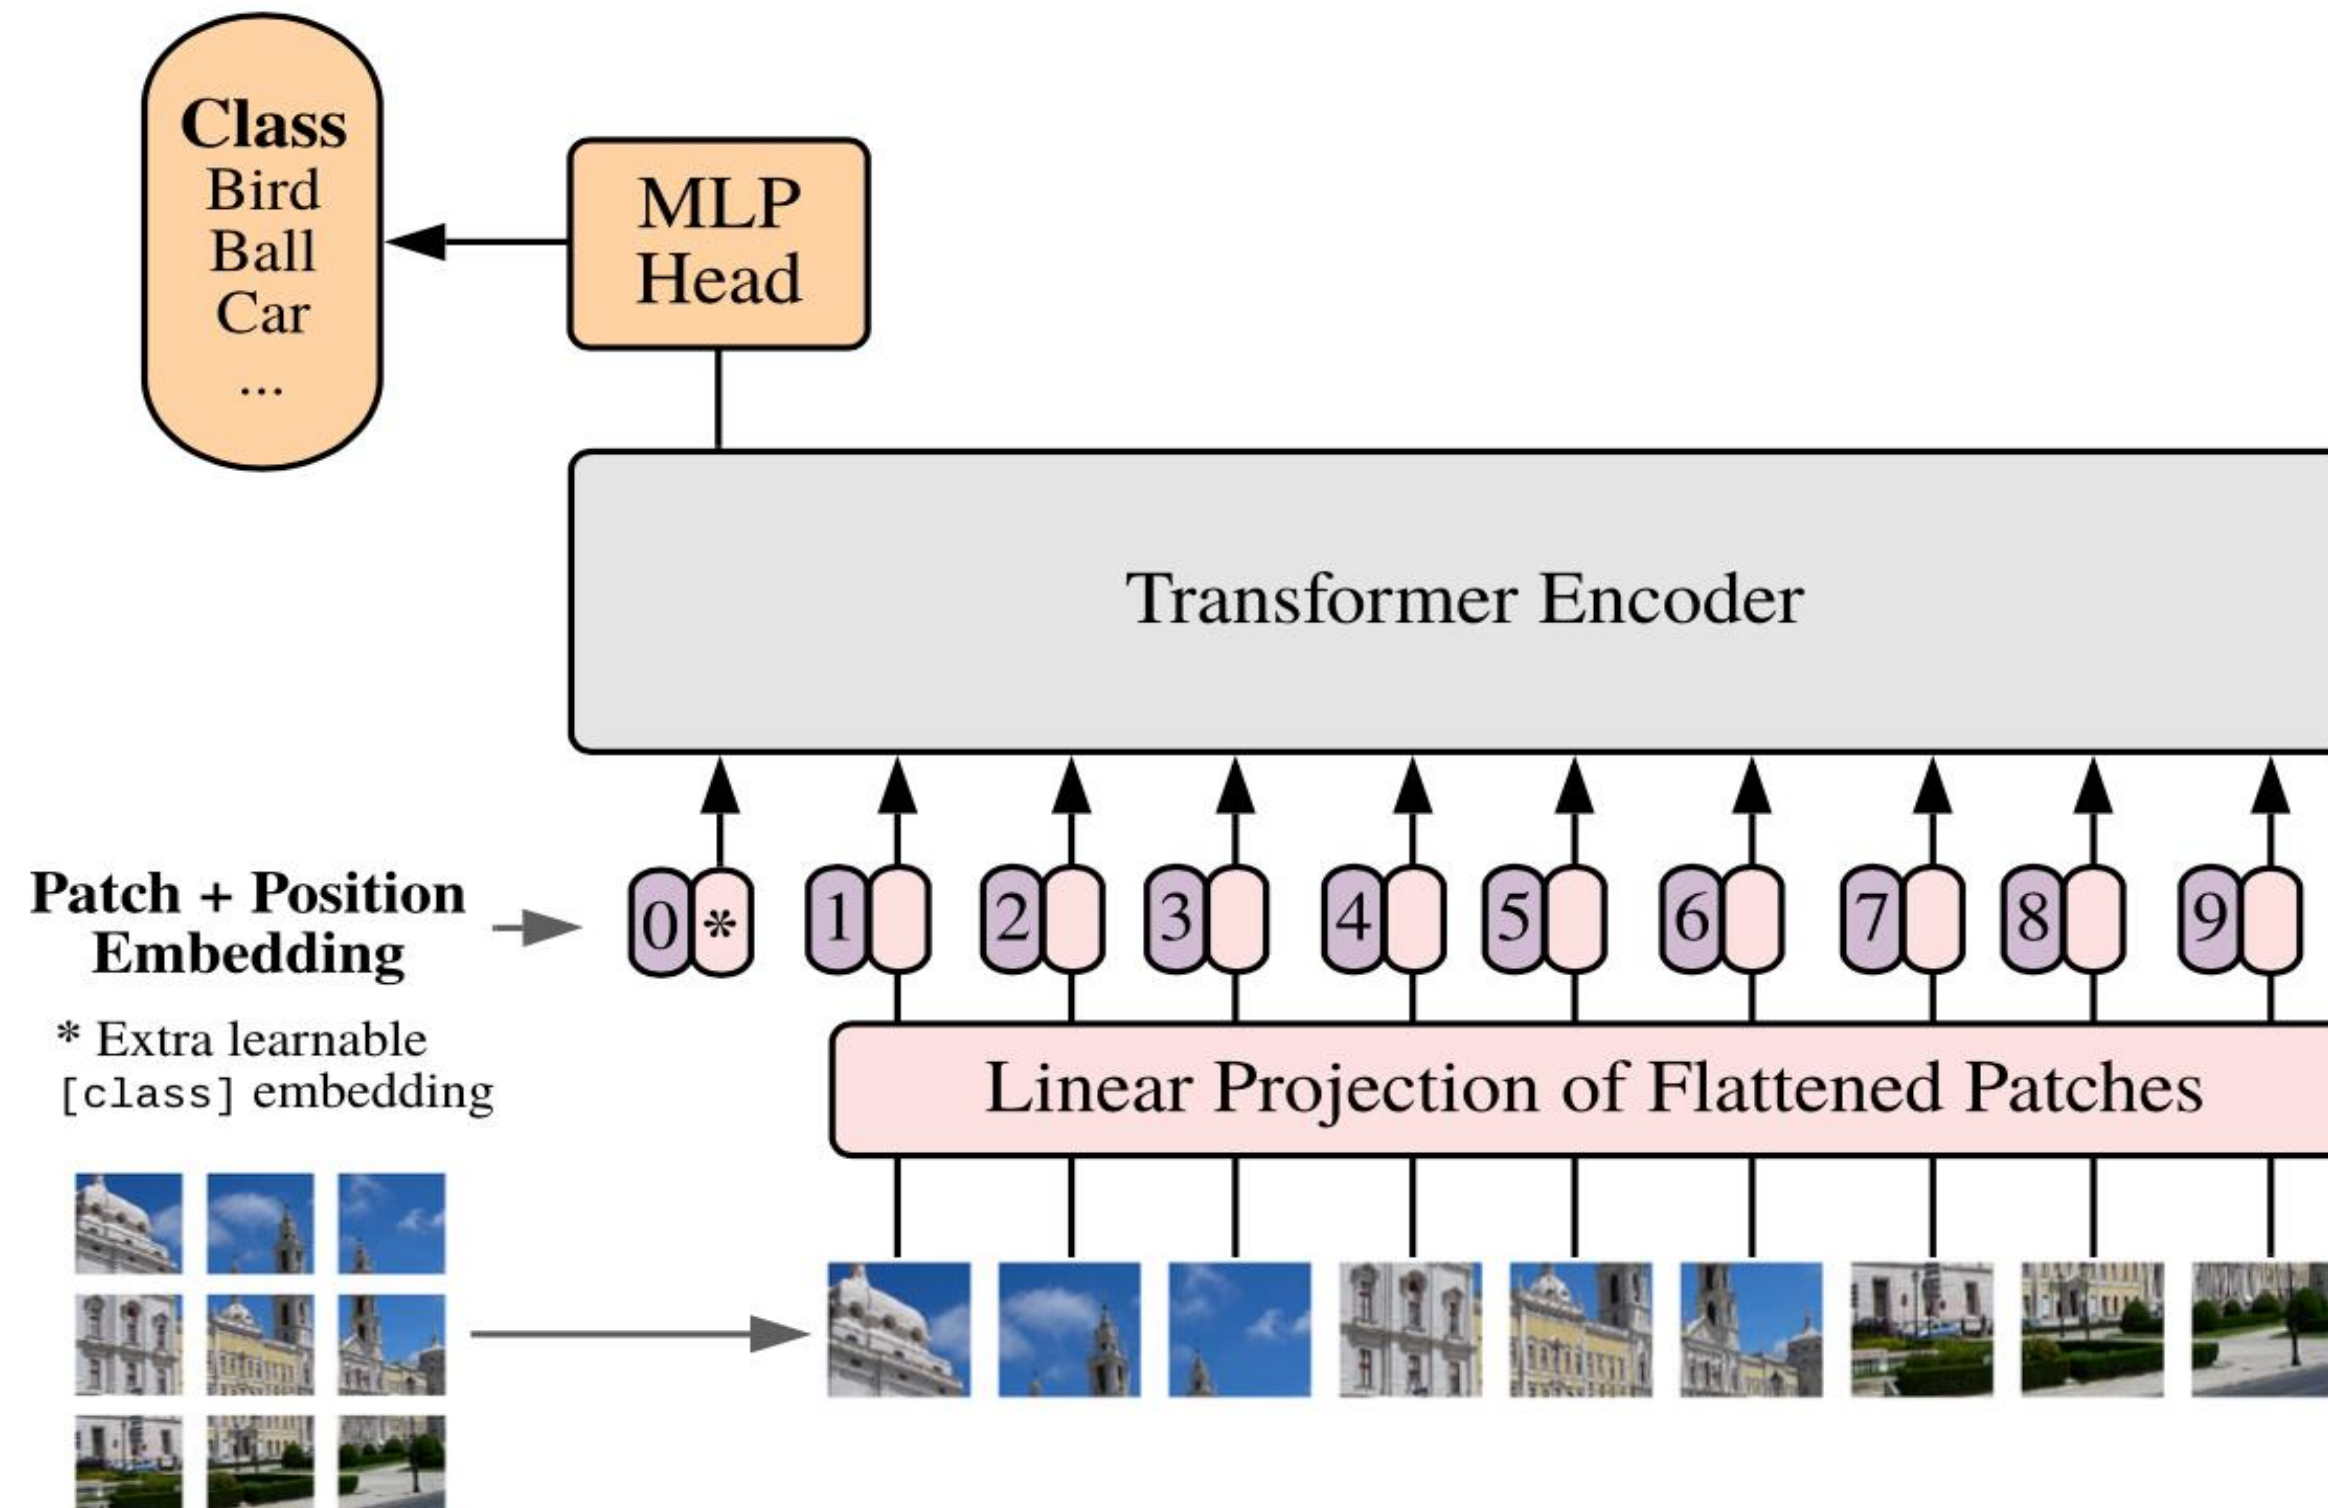 Class
Bird
Ball
Car
...
MLP
Head
Transformer Encoder
Patch + Position
Embedding
0 * 1 2 3 4 5 6 7 8 9
* Extra learnable
[class] embedding
Linear Projection of Flattened Patches